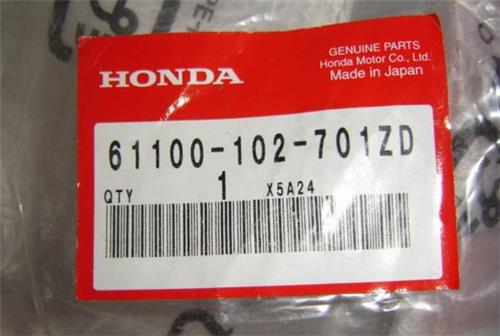 GENUINE PARTS
Honda Motor Co., Ltd.
Made in Japan
HONDA
61100-102-701ZD
QTY 1 X5A24